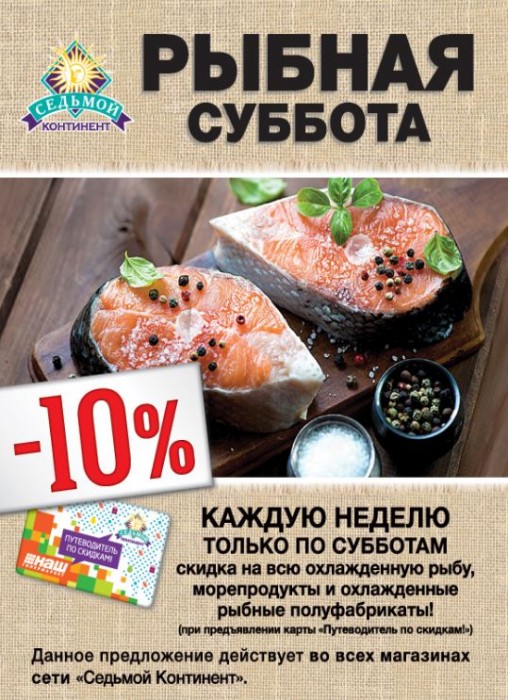 СЕДЬМОЙ
КОНТИНЕНТ
РЫБНАЯ
СУББОТА
-10%
ПУТЕВОДИТЕЛЬ
ПО СКИДКАМ!
НАШ
КАЖДУЮ НЕДЕЛЮ
ТОЛЬКО ПО СУББОТАМ
скидка на всю охлажденную рыбу,
морепродукты и охлажденные
рыбные полуфабрикаты!
(при предъявлении карты «Путеводитель по скидкам!»)
Данное предложение действует во всех магазинах
сети «Седьмой Континент».